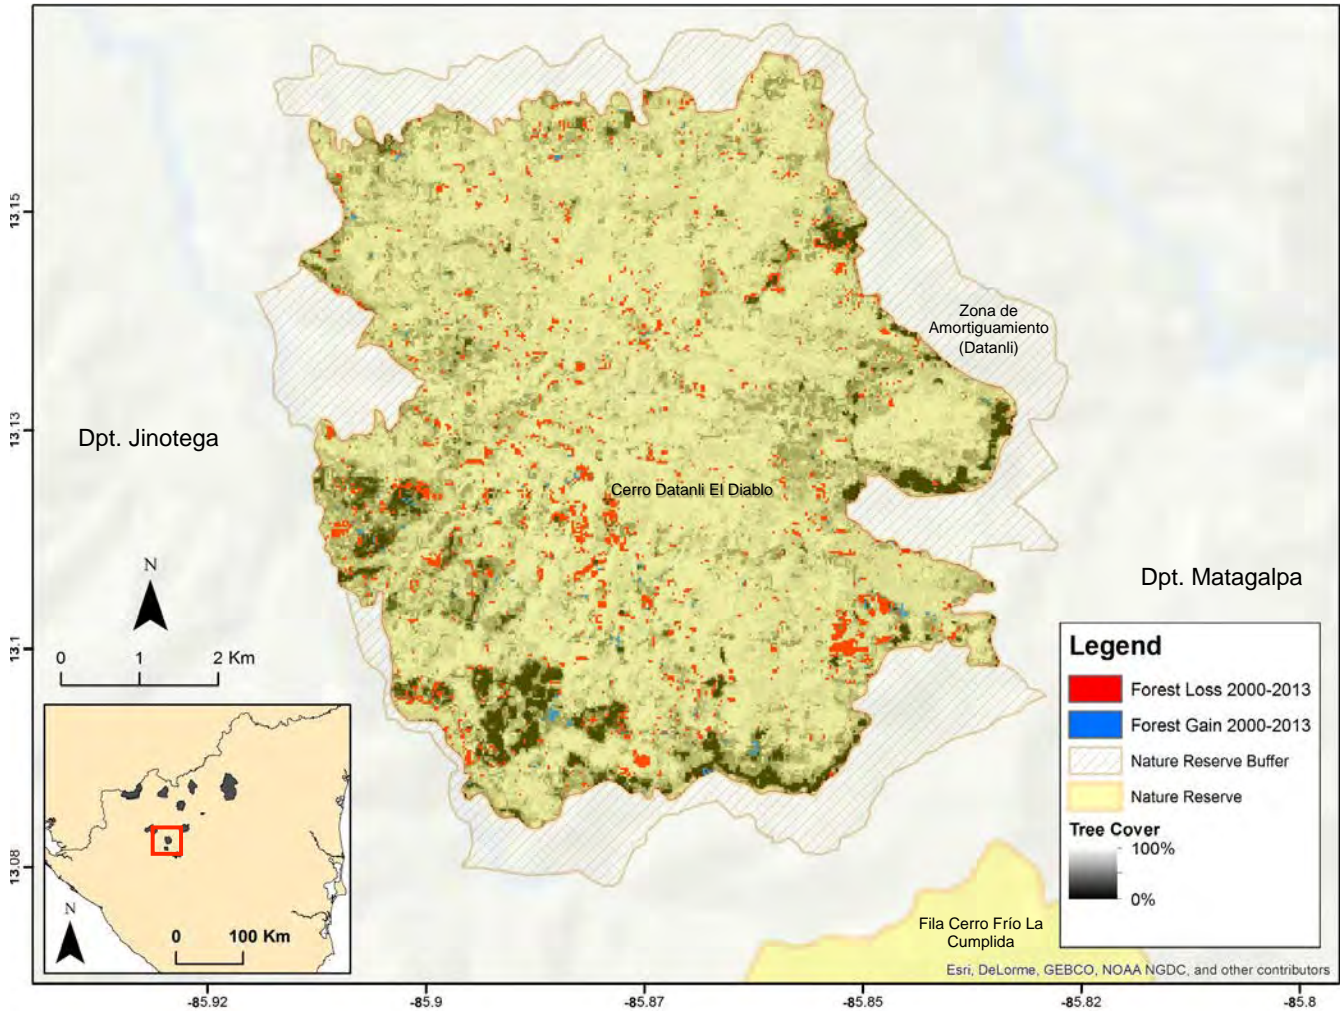 13.15
13.13
13.1
13.08
Zona de
Amortiguamiento
(Datanli)
Dpt. Jinotega
Cerro Datanli El Diablo
Dpt. Matagalpa
N
0 1 2 Km
Legend
Forest Loss 2000-2013
Forest Gain 2000-2013
Nature Reserve Buffer
Nature Reserve
Tree Cover
100%
0%
N
0 100 Km
Fila Cerro Frío La
Cumplida
Esri, DeLorme, GEBCO, NOAA NGDC, and other contributors
-85.92 -85.9 -85.87 -85.85 -85.82 -85.8